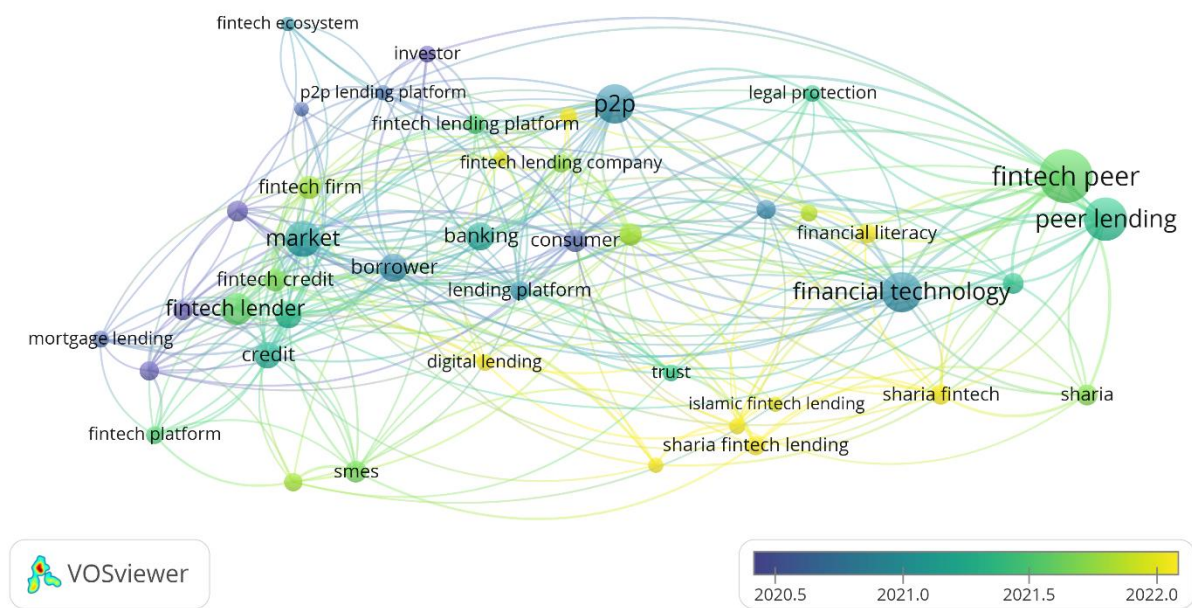 fintech ecosystem
investor
p2p lending platform
p2p
legal protection
fintech lending platform
fintech lending company
fintech peer
fintech firm
peer lending
market
banking
consumer
financial literacy
borrower
fintech credit
lending platform
financial technology
fintech lender
mortgage lending
credit
digital lending
trust
islamic fintech lending
sharia fintech
sharia
fintech platform
sharia fintech lending
smes
VOSviewer
2020.5 2021.0 2021.5 2022.0